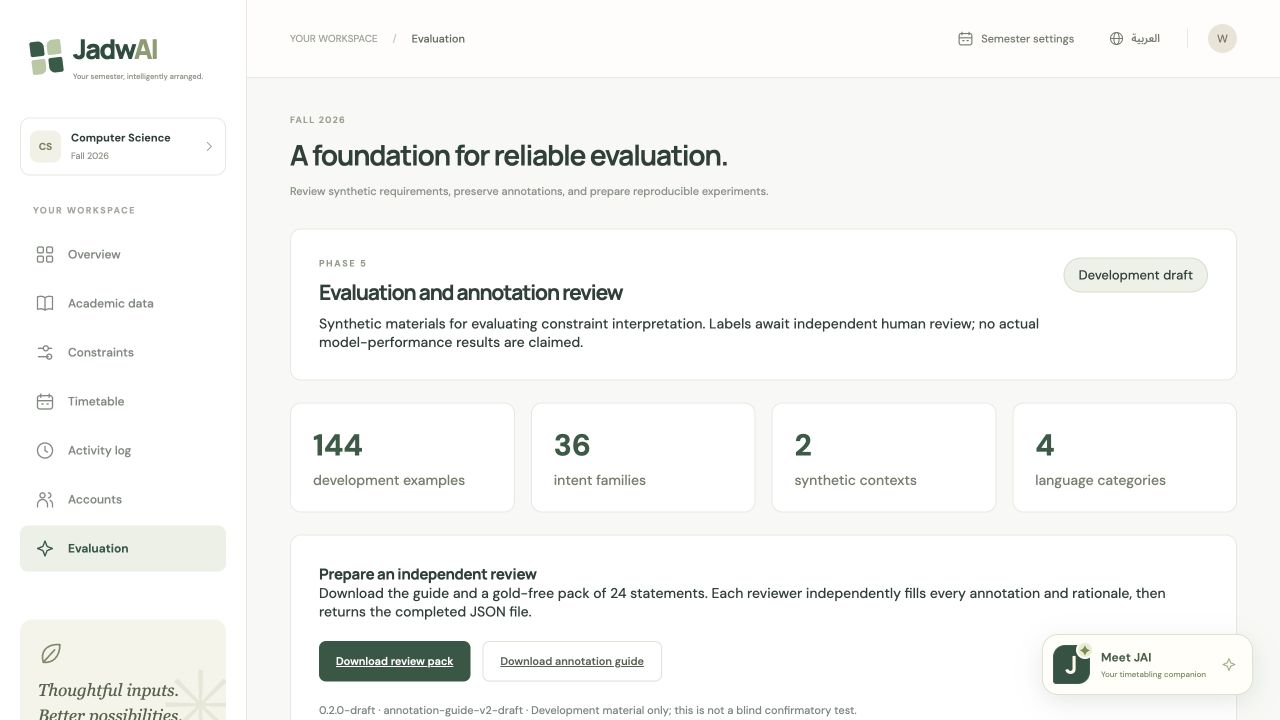 JadwAI
Your semester, intelligently arranged.
CS
Computer Science
Fall 2026
YOUR WORKSPACE
Overview
Academic data
Constraints
Timetable
Activity log
Accounts
Evaluation
Thoughtful inputs.
Better possibilities.
YOUR WORKSPACE / Evaluation
Semester settings
العربية
W
FALL 2026
A foundation for reliable evaluation.
Review synthetic requirements, preserve annotations, and prepare reproducible experiments.
PHASE 5
Evaluation and annotation review
Development draft
Synthetic materials for evaluating constraint interpretation. Labels await independent human review; no actual
model-performance results are claimed.
144
development examples
36
intent families
2
synthetic contexts
4
language categories
Prepare an independent review
Download the guide and a gold-free pack of 24 statements. Each reviewer independently fills every annotation and rationale, then
returns the completed JSON file.
Download review pack
Download annotation guide
0.2.0-draft · annotation-guide-v2-draft · Development material only; this is not a blind confirmatory test.
J
Meet JAI
Your timetabling companion